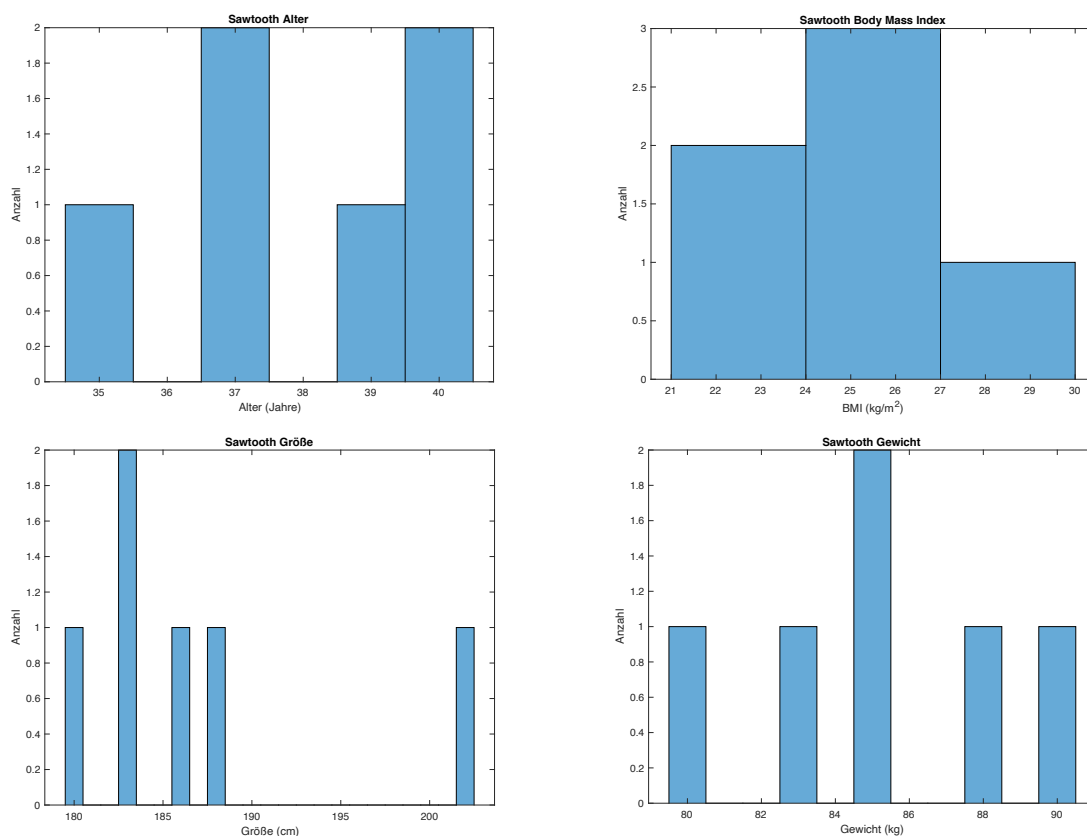 Sawtooth Alter
2
1.8
1.6
1.4
1.2
1
0.8
0.6
0.4
0.2
0
Anzahl
35 36 37 38 39 40
Alter (Jahre)
Sawtooth Body Mass Index
3
2.5
2
1.5
1
0.5
0
Anzahl
21 22 23 24 25 26 27 28 29 30
BMI (kg/m²)
Sawtooth Größe
2
1.8
1.6
1.4
1.2
1
0.8
0.6
0.4
0.2
0
Anzahl
180 185 190 195 200
Größe (cm)
Sawtooth Gewicht
2
1.8
1.6
1.4
1.2
1
0.8
0.6
0.4
0.2
0
Anzahl
80 82 84 86 88 90
Gewicht (kg)